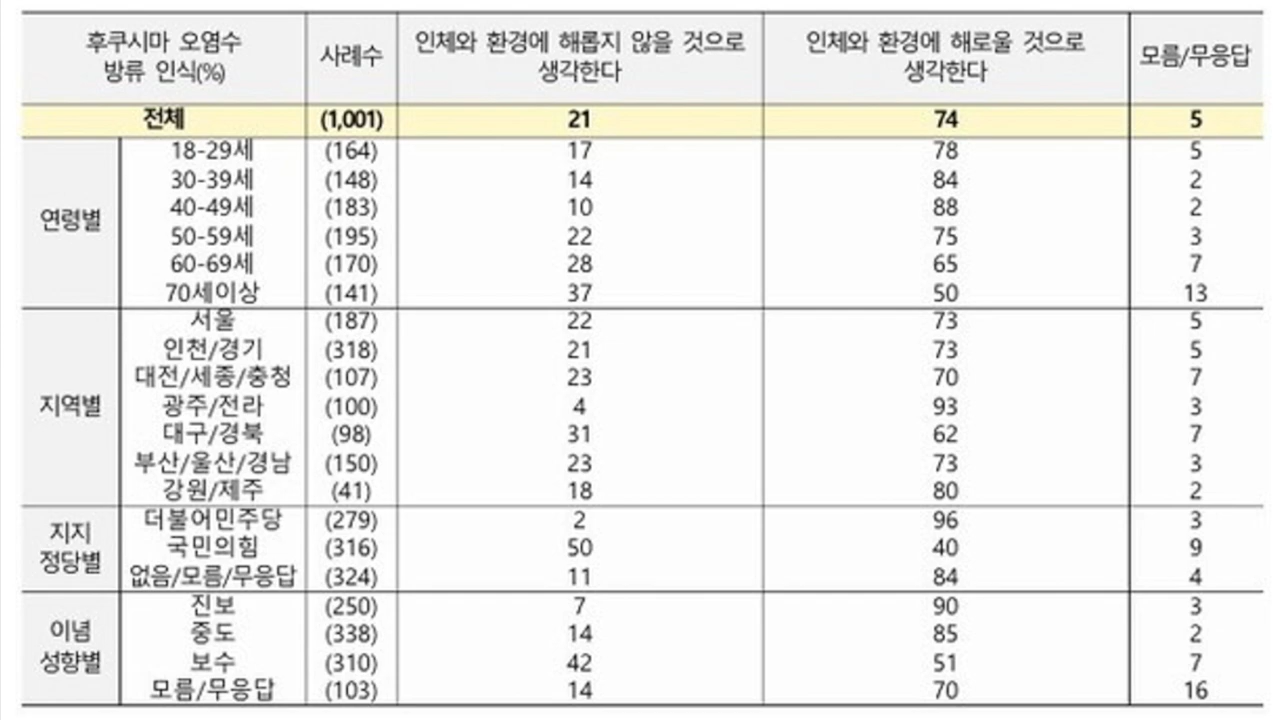 후쿠시마 오염수
방류 인식(%)
사례수
인체와 환경에 해롭지 않을 것으로
생각한다
인체와 환경에 해로울 것으로
생각한다
모름/무응답
전체 (1,001) 21 74 5
연령별
18-29세 (164) 17 78 5
30-39세 (148) 14 84 2
40-49세 (183) 10 88 2
50-59세 (195) 22 75 3
60-69세 (170) 28 65 7
70세이상 (141) 37 50 13
지역별
서울 (187) 22 73 5
인천/경기 (318) 21 73 5
대전/세종/충청 (107) 23 70 7
광주/전라 (100) 4 93 3
대구/경북 (98) 31 62 7
부산/울산/경남 (150) 23 73 3
강원/제주 (41) 18 80 2
지지
정당별
더불어민주당 (279) 2 96 3
국민의힘 (316) 50 40 9
없음/모름/무응답 (324) 11 84 4
이념
성향별
진보 (250) 7 90 3
중도 (338) 14 85 2
보수 (310) 42 51 7
모름/무응답 (103) 14 70 16